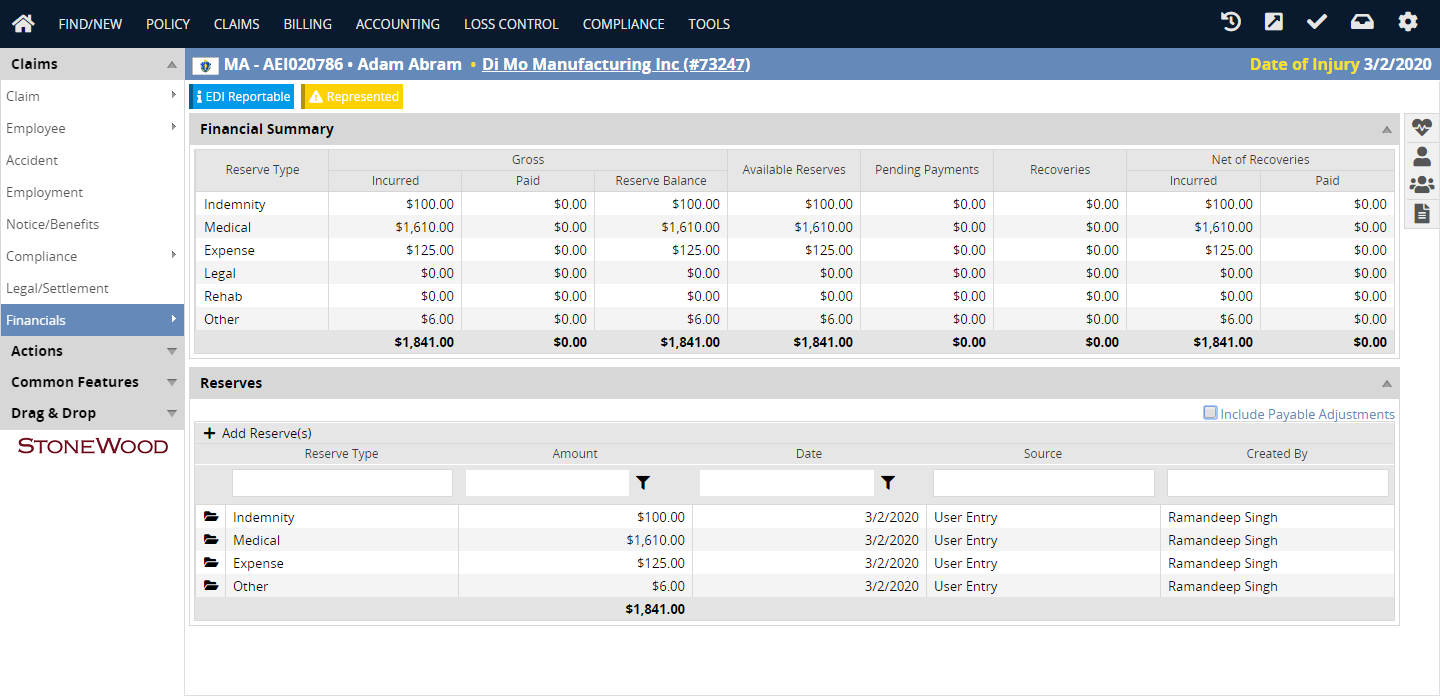 FIND/NEW POLICY CLAIMS BILLING ACCOUNTING LOSS CONTROL COMPLIANCE TOOLS
Claims
Claim
Employee
Accident
Employment
Notice/Benefits
Compliance
Legal/Settlement
Financials
Actions
Common Features
Drag & Drop
STONEWOOD
MA - AEI020786 • Adam Abram • Di Mo Manufacturing Inc (#73247) Date of Injury 3/2/2020
EDI Reportable Represented
Financial Summary
Reserve Type Gross Available Reserves Pending Payments Recoveries Net of Recoveries
Incurred Paid Reserve Balance Incurred Paid
Indemnity $100.00 $0.00 $100.00 $100.00 $0.00 $0.00 $100.00 $0.00
Medical $1,610.00 $0.00 $1,610.00 $1,610.00 $0.00 $0.00 $1,610.00 $0.00
Expense $125.00 $0.00 $125.00 $125.00 $0.00 $0.00 $125.00 $0.00
Legal $0.00 $0.00 $0.00 $0.00 $0.00 $0.00 $0.00 $0.00
Rehab $0.00 $0.00 $0.00 $0.00 $0.00 $0.00 $0.00 $0.00
Other $6.00 $0.00 $6.00 $6.00 $0.00 $0.00 $6.00 $0.00
$1,841.00 $0.00 $1,841.00 $1,841.00 $0.00 $0.00 $1,841.00 $0.00
Reserves
Include Payable Adjustments
+ Add Reserve(s)
Reserve Type Amount Date Source Created By
Indemnity $100.00 3/2/2020 User Entry Ramandeep Singh
Medical $1,610.00 3/2/2020 User Entry Ramandeep Singh
Expense $125.00 3/2/2020 User Entry Ramandeep Singh
Other $6.00 3/2/2020 User Entry Ramandeep Singh
$1,841.00